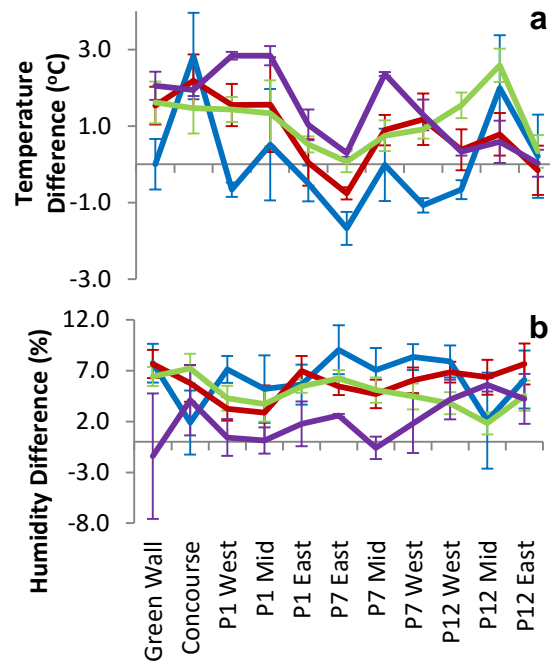 a
Temperature
Difference (°C)
3.0
1.0
-1.0
-3.0
b
Humidity Difference (%)
12.0
7.0
2.0
-3.0
-8.0
Green Wall
Concourse
P1 West
P1 Mid
P1 East
P7 East
P7 Mid
P7 West
P12 West
P12 Mid
P12 East